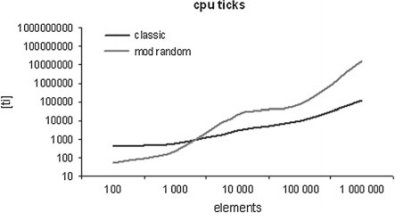 cpu ticks
1000000000
100000000
10000000
1000000
100000
10000
1000
100
10
classic
mod random
[ti]
100
1 000
10 000
100 000
1 000 000
elements